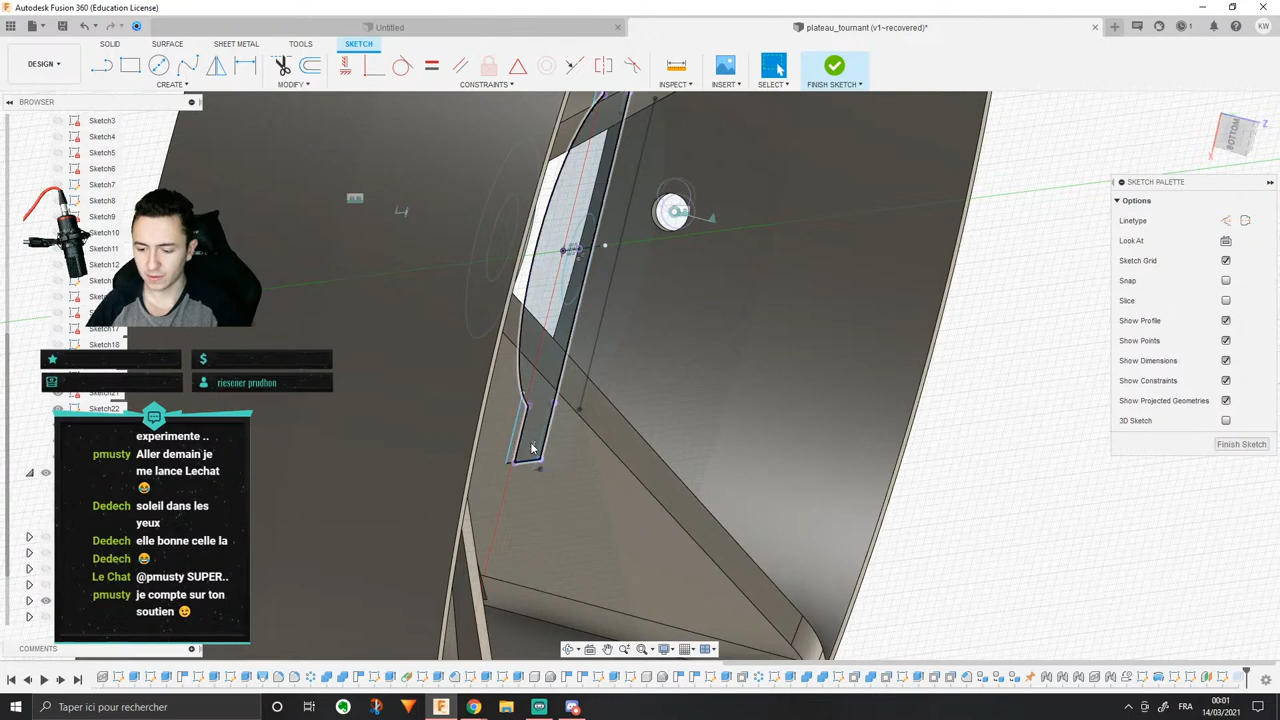 Autodesk Fusion 360 (Education License)
Untitled
plateau_tournant (v1~recovered)*
1
KW
DESIGN
SOLID
SURFACE
SHEET METAL
TOOLS
SKETCH
CREATE
MODIFY
CONSTRAINTS
INSPECT
INSERT
SELECT
FINISH SKETCH
BROWSER
Sketch3
Sketch4
Sketch5
Sketch6
Sketch7
Sketch8
Sketch9
Sketch10
Sketch11
Sketch17
Sketch18
Sketch22
BOTTOM
Z
X
SKETCH PALETTE
Options
Linetype
Look At
Sketch Grid
Snap
Slice
Show Profile
Show Points
Show Dimensions
Show Constraints
Show Projected Geometries
3D Sketch
Finish Sketch
riesener prudhon
experimente ..
pmusty Aller demain je
me lance Lechat
😂
Dedech soleil dans les
yeux
Dedech elle bonne celle la
Dedech 😂
Le Chat @pmusty SUPER..
pmusty je compte sur ton
soutien 😉
COMMENTS
Taper ici pour rechercher
FRA
00:01
14/03/2021